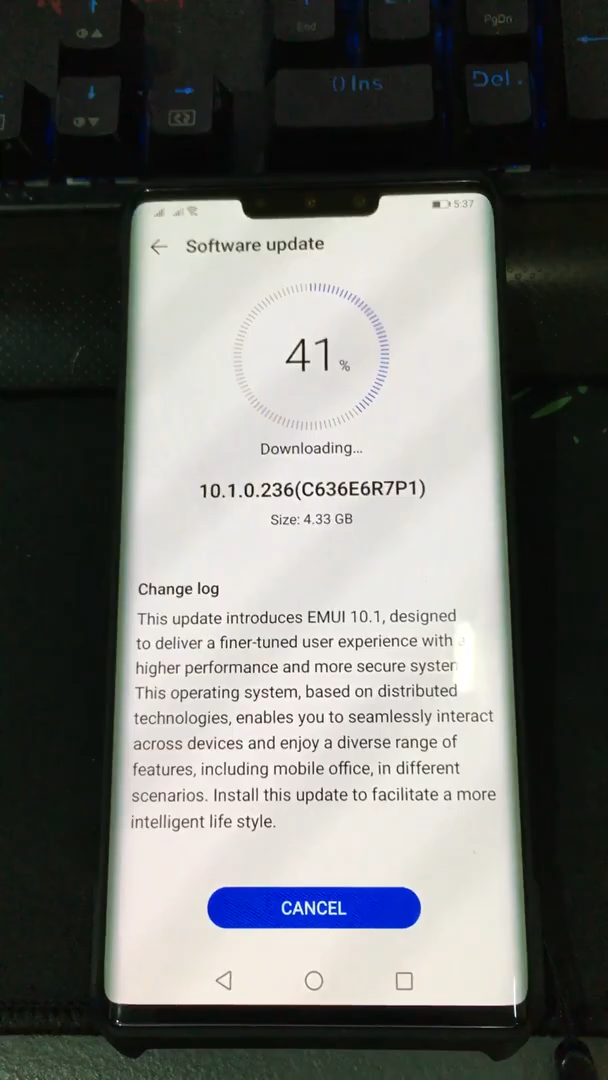 End
PgDn
() Ins
Del .
5:37
Software update
41 %
Downloading...
10.1.0.236(C636E6R7P1)
Size: 4.33 GB
Change log
This update introduces EMUI 10.1, designed
to deliver a finer-tuned user experience with
higher performance and more secure
This operating system, based on distributed
technologies, enables you to seamlessly interact
across devices and enjoy a diverse range of
features, including mobile office, in different
scenarios. Install this update to facilitate a more
intelligent life style.
CANCEL